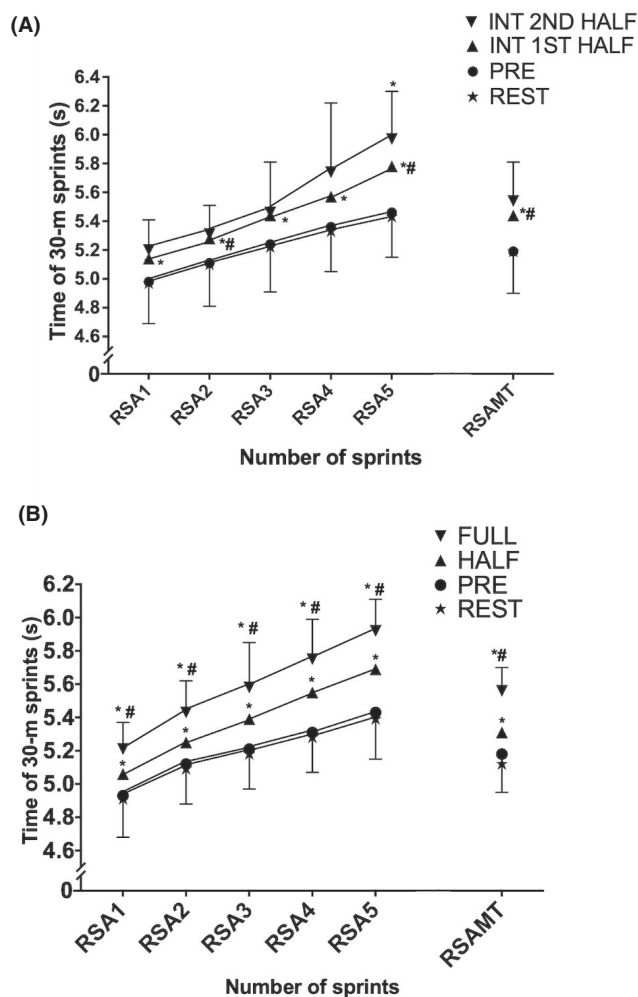 (A)
INT 2ND HALF
INT 1ST HALF
PRE
REST
Time of 30-m sprints (s)
6.4
6.2
6.0
5.8
5.6
5.4
5.2
5.0
4.8
4.6
0
*
*#
*
*
*#
*
*#
RSA1
RSA2
RSA3
RSA4
RSA5
RSAMT
Number of sprints
(B)
FULL
HALF
PRE
REST
Time of 30-m sprints (s)
6.2
6.0
5.8
5.6
5.4
5.2
5.0
4.8
4.6
0
* #
* #
* #
* #
* #
*#
*
*
*
*
*
*
RSA1
RSA2
RSA3
RSA4
RSA5
RSAMT
Number of sprints